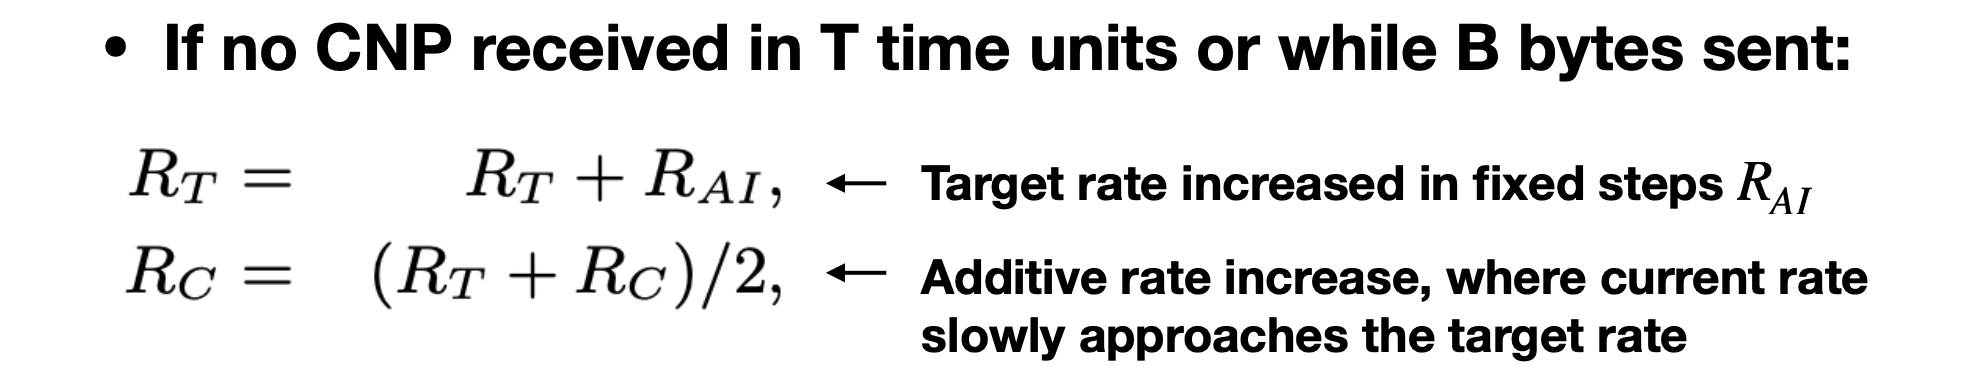 • If no CNP received in T time units or while B bytes sent:
R_T = R_T + R_{AI}, ← Target rate increased in fixed steps R_{AI}
R_C = (R_T + R_C)/2, ← Additive rate increase, where current rate
slowly approaches the target rate